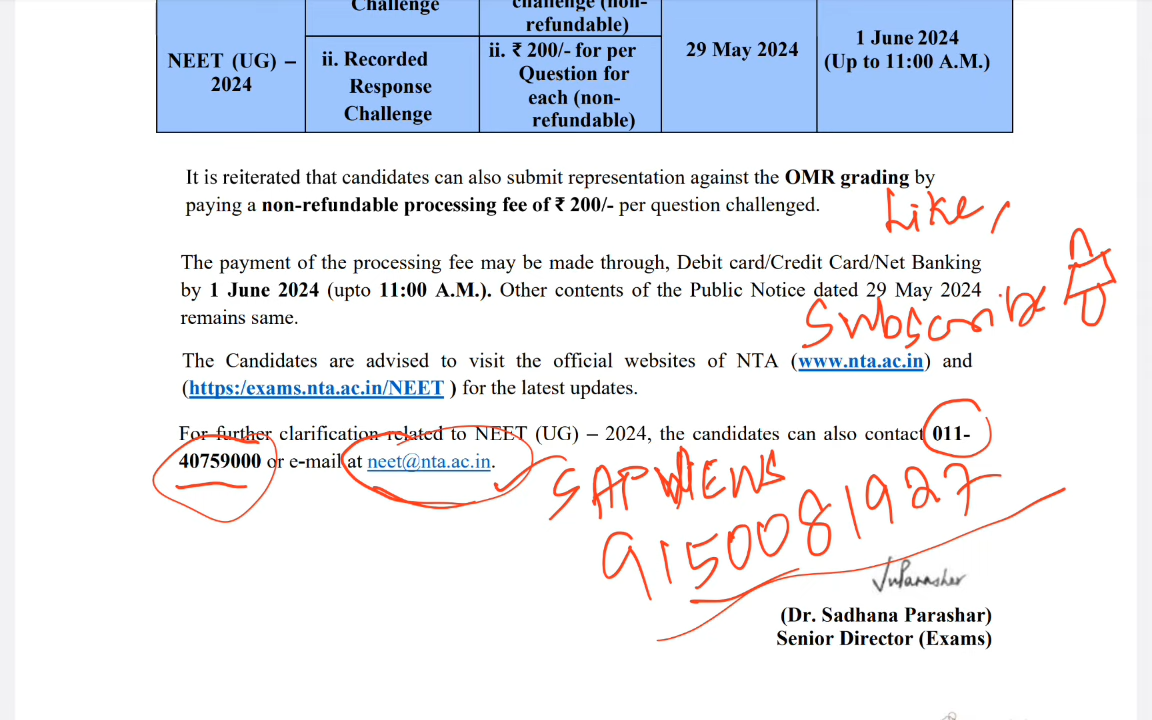 Challenge
challenge (non-
refundable)
NEET (UG) –
2024
ii. Recorded
Response
Challenge
ii. ₹ 200/- for per
Question for
each (non-
refundable)
29 May 2024
1 June 2024
(Up to 11:00 A.M.)
It is reiterated that candidates can also submit representation against the OMR grading by
paying a non-refundable processing fee of ₹ 200/- per question challenged.
Like,
The payment of the processing fee may be made through, Debit card/Credit Card/Net Banking
by 1 June 2024 (upto 11:00 A.M.). Other contents of the Public Notice dated 29 May 2024
remains same.
Subscribe
The Candidates are advised to visit the official websites of NTA (www.nta.ac.in) and
(https:/exams.nta.ac.in/NEET ) for the latest updates.
For further clarification related to NEET (UG) – 2024, the candidates can also contact 011-
40759000 or e-mail at neet@nta.ac.in.
9150081927
(Dr. Sadhana Parashar)
Senior Director (Exams)